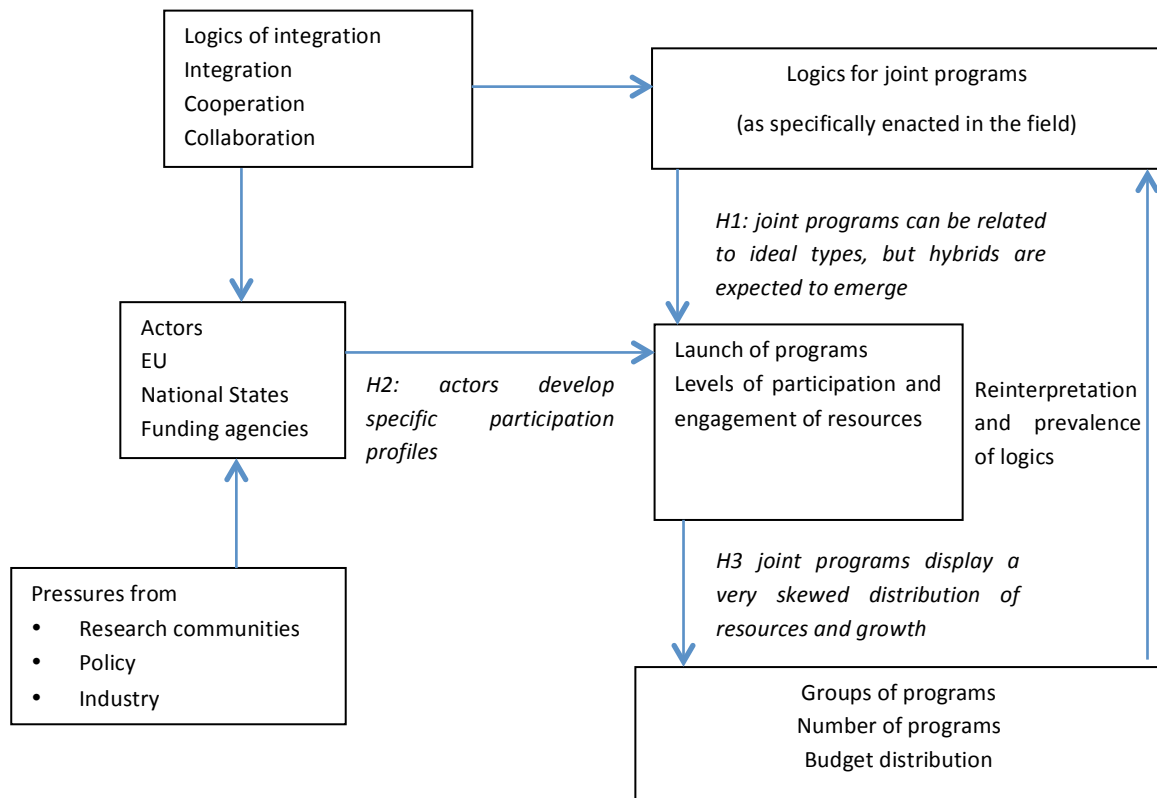 Logics of integration
Integration
Cooperation
Collaboration
Logics for joint programs
(as specifically enacted in the field)
H1: joint programs can be related
to ideal types, but hybrids are
expected to emerge
Actors
EU
National States
Funding agencies
H2: actors develop
specific participation
profiles
Launch of programs
Levels of participation and
engagement of resources
Reinterpretation
and prevalence
of logics
Pressures from
• Research communities
• Policy
• Industry
H3 joint programs display a
very skewed distribution of
resources and growth
Groups of programs
Number of programs
Budget distribution